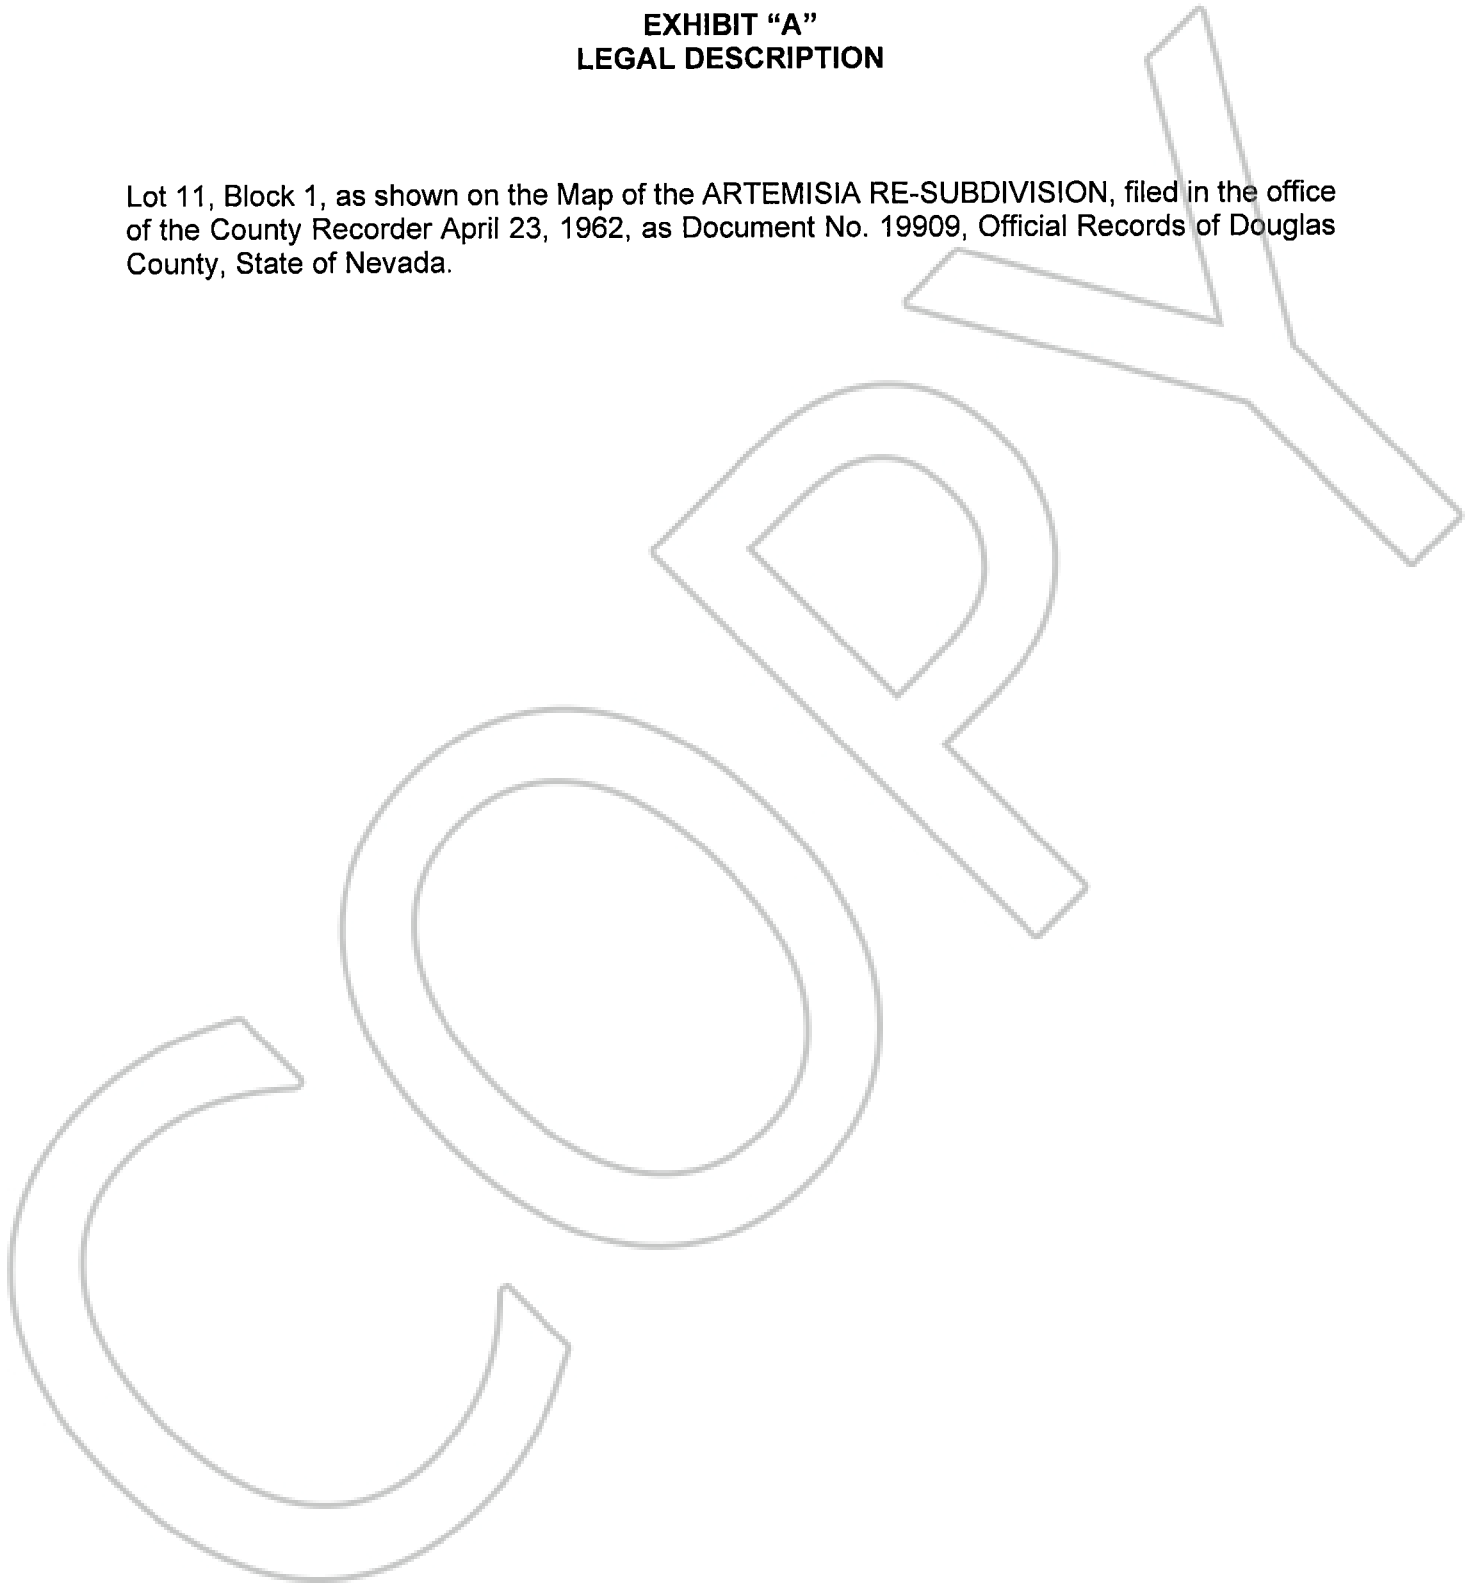 EXHIBIT “A”
LEGAL DESCRIPTION
Lot 11, Block 1, as shown on the Map of the ARTEMISIA RE-SUBDIVISION, filed in the office
of the County Recorder April 23, 1962, as Document No. 19909, Official Records of Douglas
County, State of Nevada.
COPY